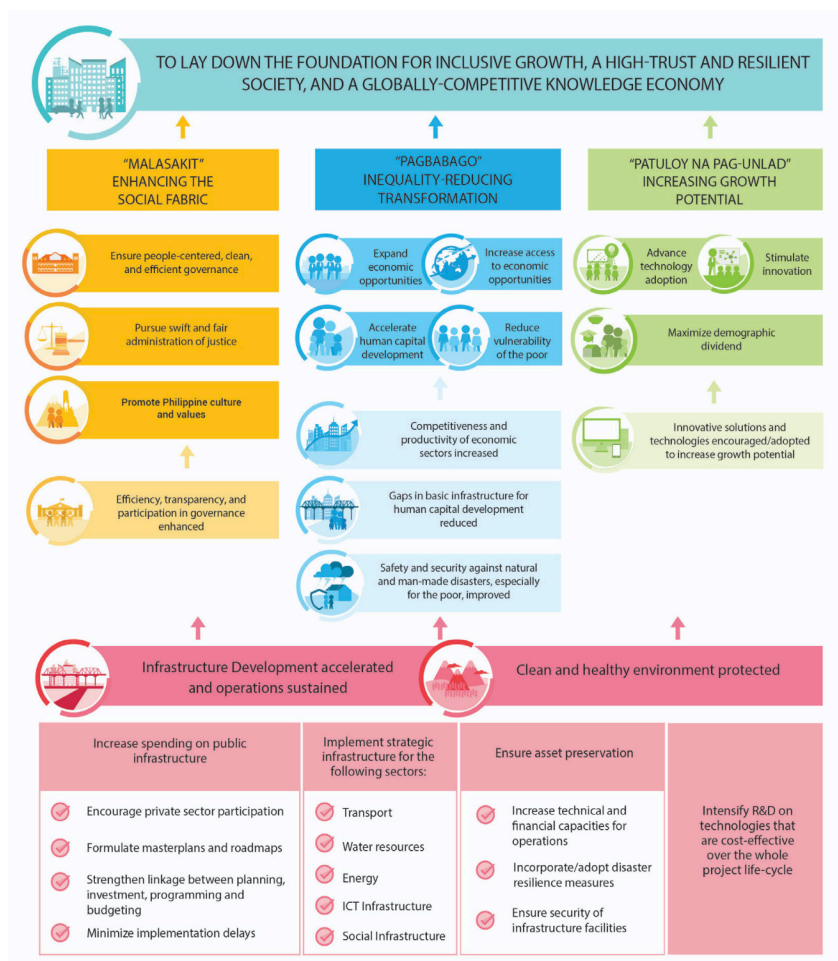 TO LAY DOWN THE FOUNDATION FOR INCLUSIVE GROWTH, A HIGH-TRUST AND RESILIENT
SOCIETY, AND A GLOBALLY-COMPETITIVE KNOWLEDGE ECONOMY
“MALASAKIT”
ENHANCING THE
SOCIAL FABRIC
Ensure people-centered, clean,
and efficient governance
Pursue swift and fair
administration of justice
Promote Philippine culture
and values
Efficiency, transparency, and
participation in governance
enhanced
“PAGBABAGO”
INEQUALITY-REDUCING
TRANSFORMATION
Expand
economic
opportunities
Increase access
to economic
opportunities
Accelerate
human capital
development
Reduce
vulnerability
of the poor
Competitiveness and
productivity of economic
sectors increased
Gaps in basic infrastructure for
human capital development
reduced
Safety and security against natural
and man-made disasters, especially
for the poor, improved
“PATULOY NA PAG-UNLAD”
INCREASING GROWTH
POTENTIAL
Advance
technology
adoption
Stimulate
innovation
Maximize demographic
dividend
Innovative solutions and
technologies encouraged/adopted
to increase growth potential
Infrastructure Development accelerated
and operations sustained
Clean and healthy environment protected
Increase spending on public
infrastructure
Encourage private sector participation
Formulate masterplans and roadmaps
Strengthen linkage between planning,
investment, programming and
budgeting
Minimize implementation delays
Implement strategic
infrastructure for the
following sectors:
Transport
Water resources
Energy
ICT Infrastructure
Social Infrastructure
Ensure asset preservation
Increase technical and
financial capacities for
operations
Incorporate/adopt disaster
resilience measures
Ensure security of
infrastructure facilities
Intensify R&D on
technologies that
are cost-effective
over the whole
project life-cycle